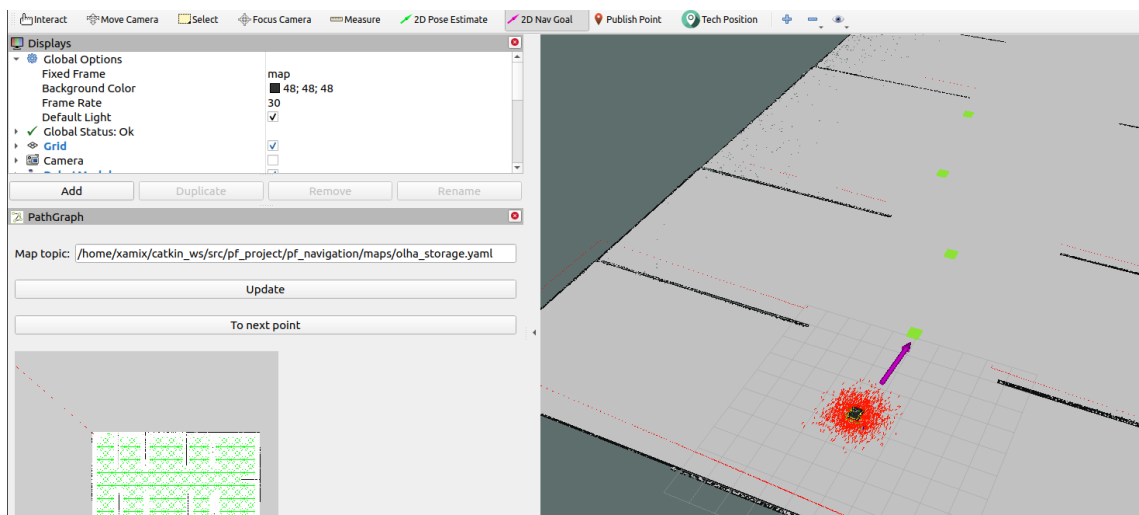 Interact Move Camera Select Focus Camera Measure 2D Pose Estimate 2D Nav Goal Publish Point Tech Position
Displays
Global Options
Fixed Frame map
Background Color 48; 48; 48
Frame Rate 30
Default Light
Global Status: Ok
Grid
Camera
Add Duplicate Remove Rename
PathGraph
Map topic: /home/xamix/catkin_ws/src/pf_project/pf_navigation/maps/olha_storage.yaml
Update
To next point